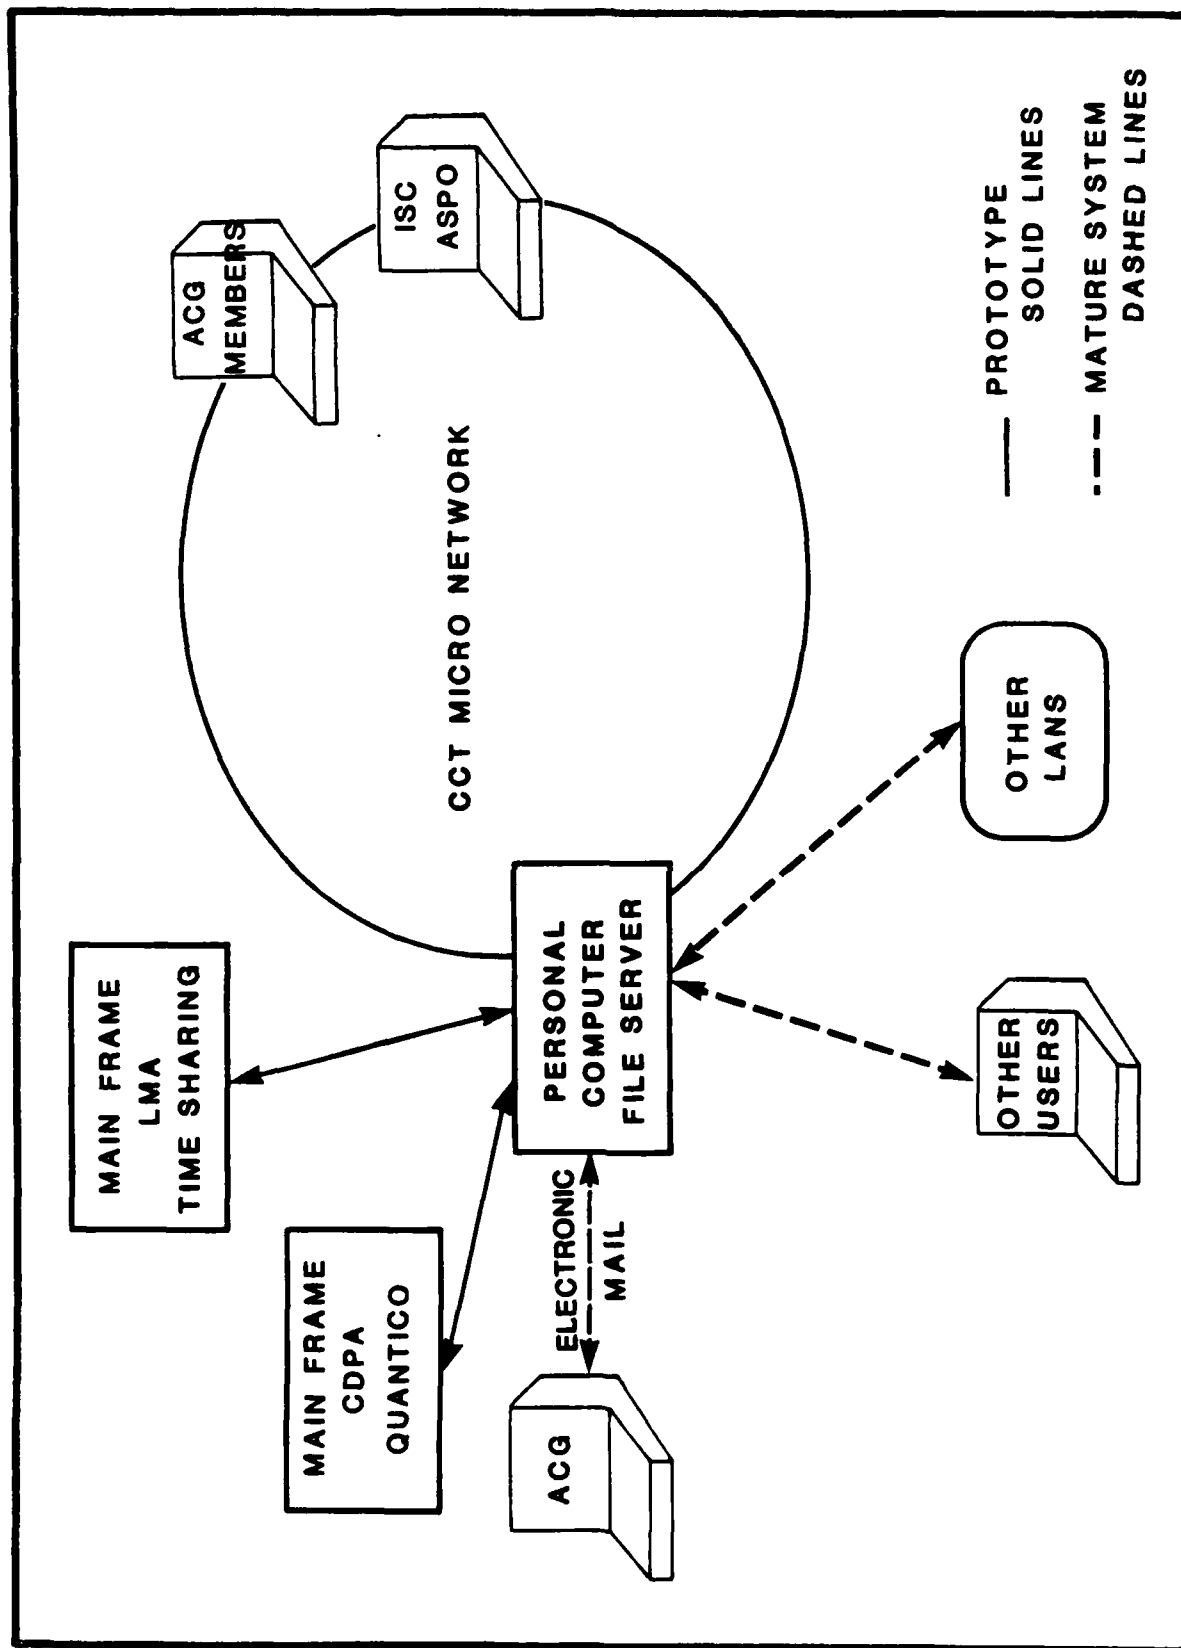 MAIN FRAME
LMA
TIME SHARING
MAIN FRAME
CDPA
QUANTICO
ACG
MEMBERS
ISC
ASPO
CCT MICRO NETWORK
PERSONAL
COMPUTER
FILE SERVER
ELECTRONIC
MAIL
ACG
OTHER
USERS
OTHER
LANS
PROTOTYPE
SOLID LINES
MATURE SYSTEM
DASHED LINES